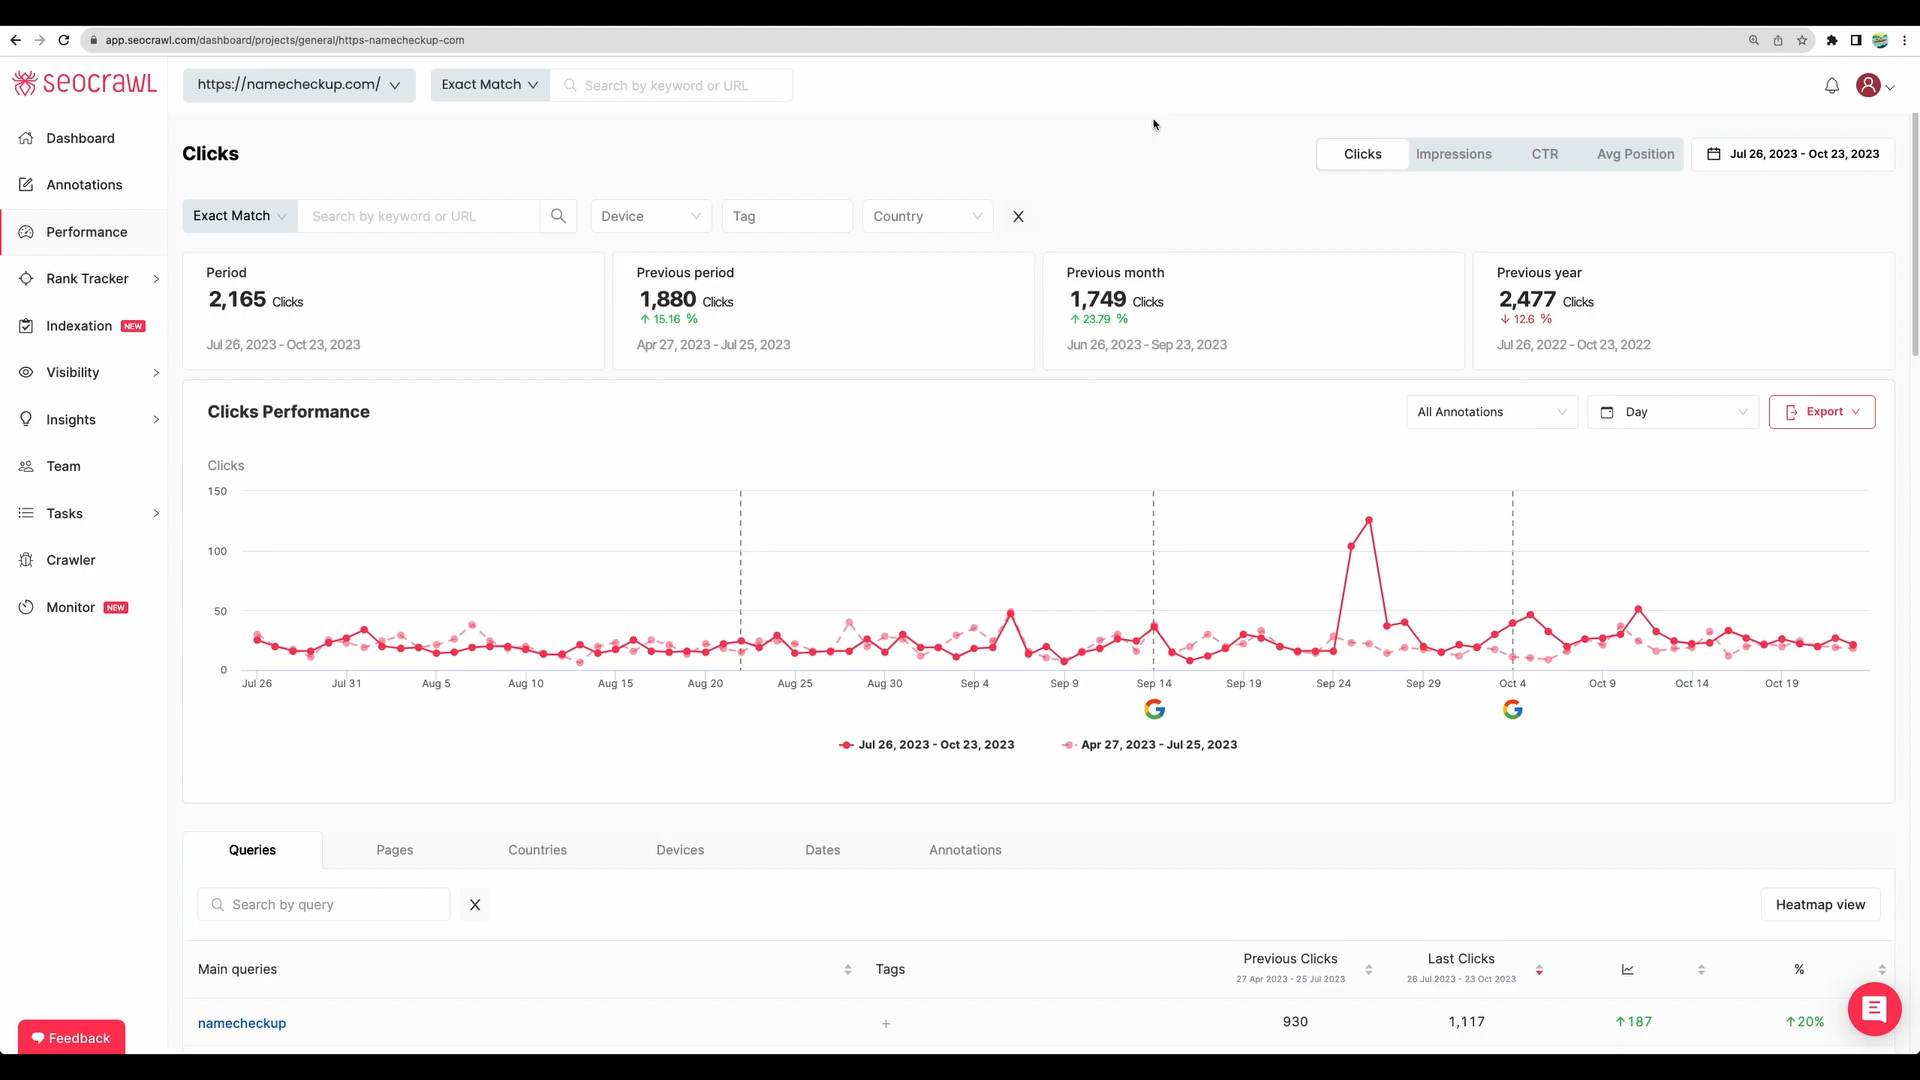 app.seocrawl.com/dashboard/projects/general/https-namecheckup-com
seocrawl
https://namecheckup.com/
Exact Match
Search by keyword or URL
Dashboard
Annotations
Performance
Rank Tracker
Indexation NEW
Visibility
Insights
Team
Tasks
Crawler
Monitor NEW
Feedback
Clicks
Clicks Impressions CTR Avg Position
Jul 26, 2023 - Oct 23, 2023
Exact Match Search by keyword or URL Device Tag Country X
Period
2,165 Clicks
Jul 26, 2023 - Oct 23, 2023
Previous period
1,880 Clicks
↑ 15.16 %
Apr 27, 2023 - Jul 25, 2023
Previous month
1,749 Clicks
↑ 23.79 %
Jun 26, 2023 - Sep 23, 2023
Previous year
2,477 Clicks
↓ 12.6 %
Jul 26, 2022 - Oct 23, 2022
Clicks Performance
All Annotations
Day
Export
Clicks
150
100
50
0
Jul 26 Jul 31 Aug 5 Aug 10 Aug 15 Aug 20 Aug 25 Aug 30 Sep 4 Sep 9 Sep 14 Sep 19 Sep 24 Sep 29 Oct 4 Oct 9 Oct 14 Oct 19
G G
Jul 26, 2023 - Oct 23, 2023 Apr 27, 2023 - Jul 25, 2023
Queries Pages Countries Devices Dates Annotations
Search by query X
Heatmap view
Main queries Tags Previous Clicks Last Clicks %
27 Apr 2023 - 25 Jul 2023 26 Jul 2023 - 23 Oct 2023
namecheckup + 930 1,117 ↑187 ↑20%